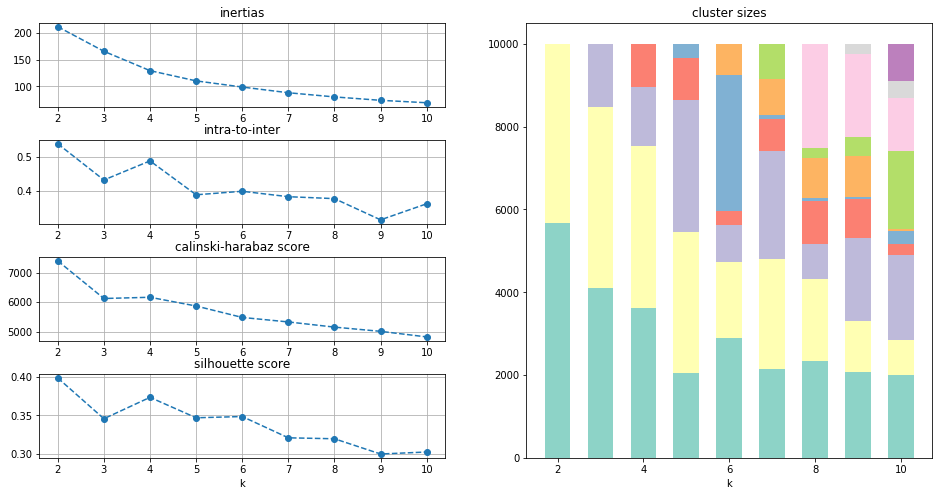 inertias
200
150
100
2 3 4 5 6 7 8 9 10
intra-to-inter
0.5
0.4
2 3 4 5 6 7 8 9 10
calinski-harabaz score
7000
6000
5000
2 3 4 5 6 7 8 9 10
silhouette score
0.40
0.35
0.30
2 3 4 5 6 7 8 9 10
k
cluster sizes
10000
8000
6000
4000
2000
0
2 4 6 8 10
k